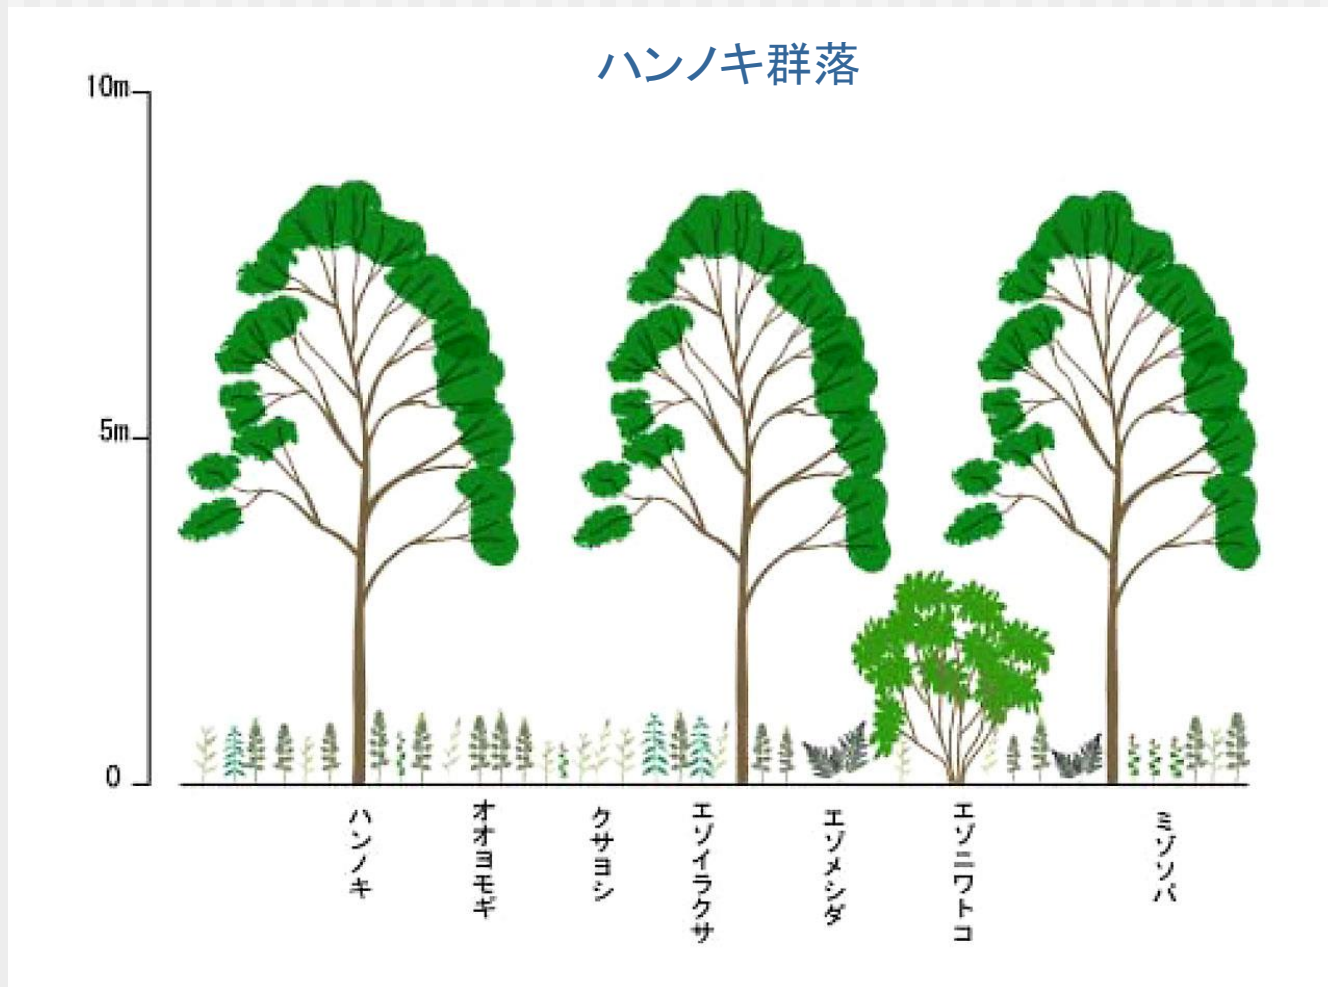 ハンノキ群落
10m
5m
0
ハンノキ
オオヨモギ
クサヨシ
エゾイラクサ
エゾメシダ
エゾニワトコ
ミゾソバ